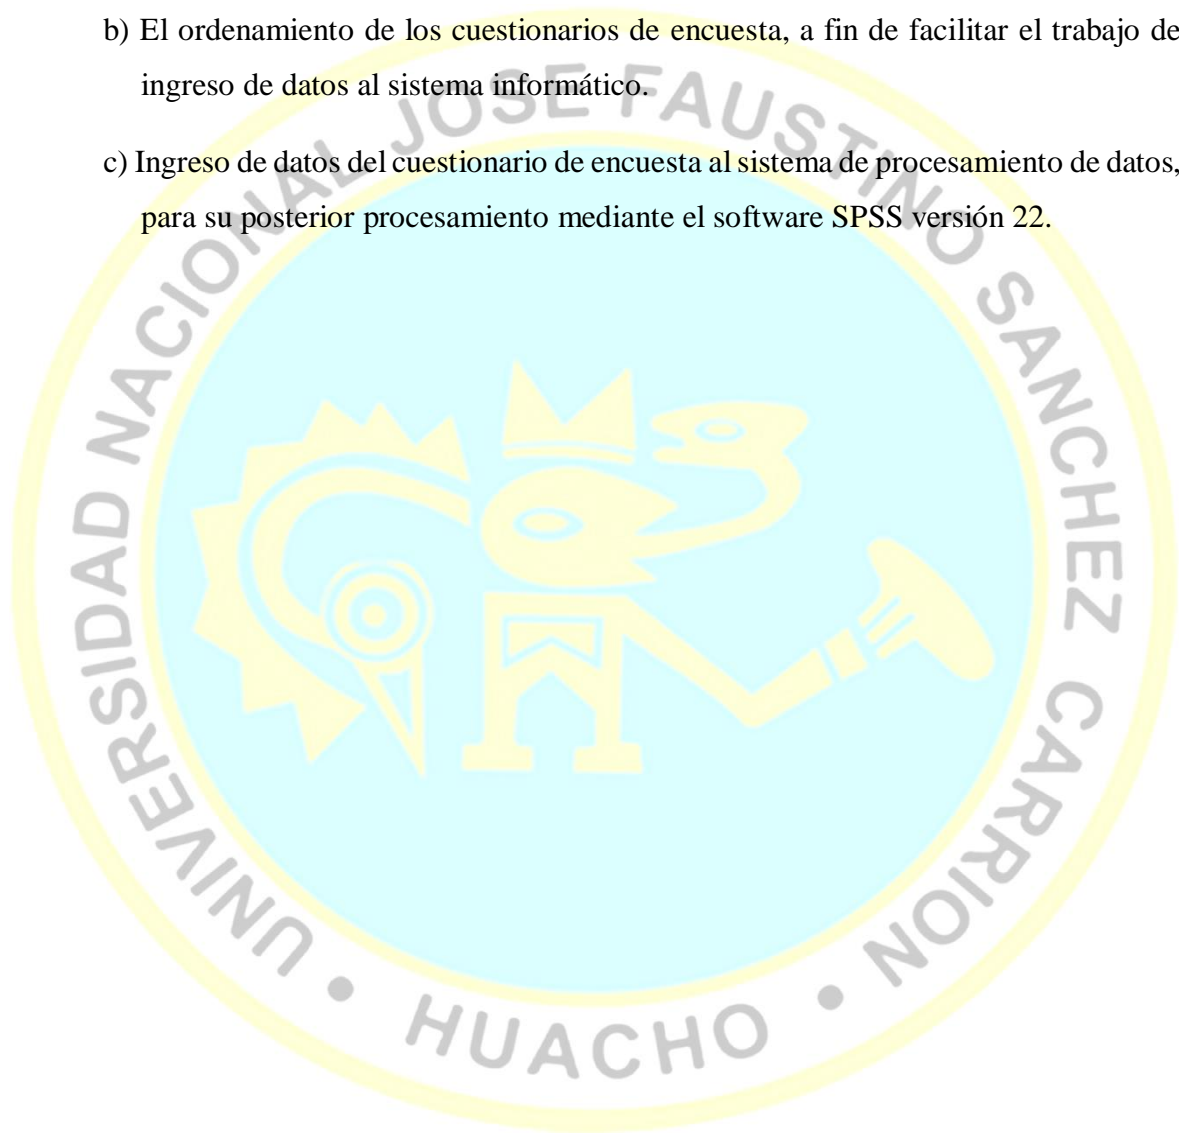 b) El ordenamiento de los cuestionarios de encuesta, a fin de facilitar el trabajo de
ingreso de datos al sistema informático.
c) Ingreso de datos del cuestionario de encuesta al sistema de procesamiento de datos,
para su posterior procesamiento mediante el software SPSS versión 22.
UNIVERSIDAD NACIONAL JOSE FAUSTINO SANCHEZ CARRION • HUACHO •